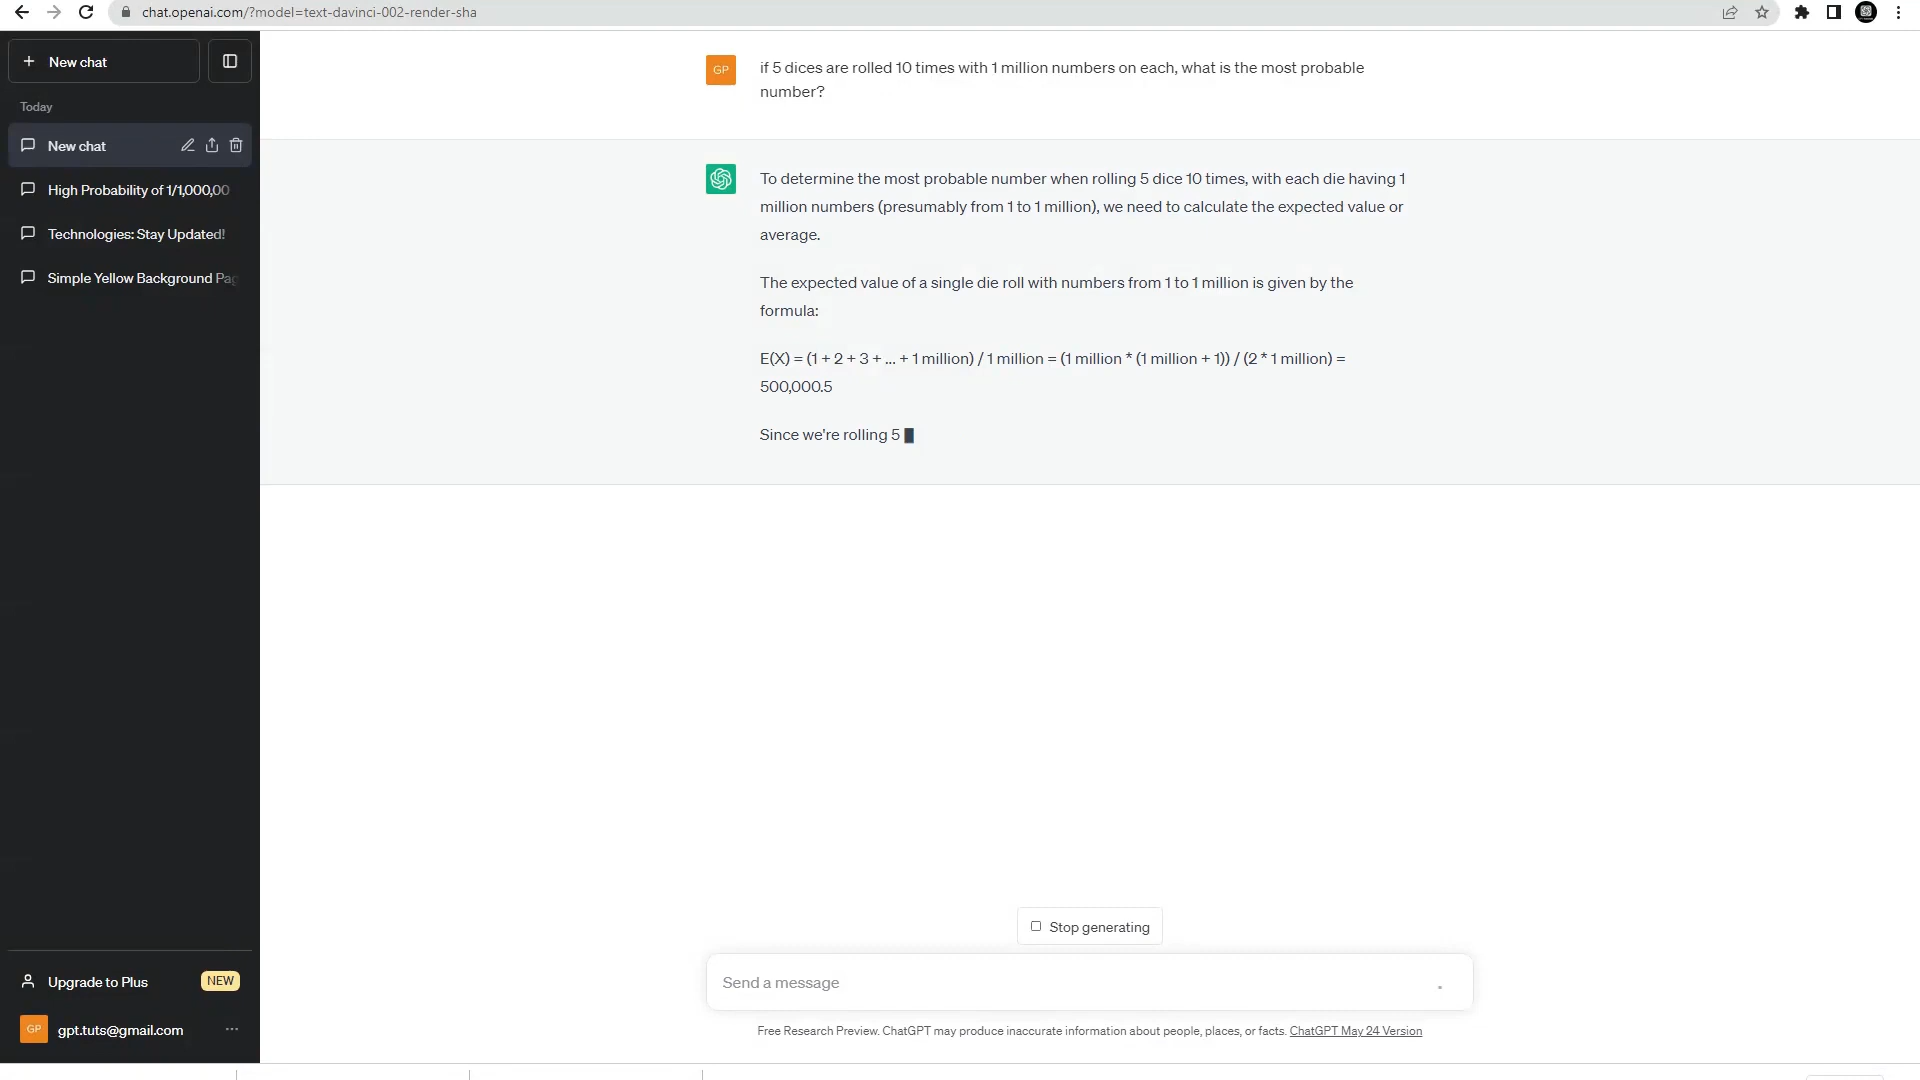 chat.openai.com/?model=text-davinci-002-render-sha
New chat
Today
New chat
High Probability of 1/1,000,00
Technologies: Stay Updated!
Simple Yellow Background Pag
Upgrade to Plus
NEW
GP
gpt.tuts@gmail.com
GP
if 5 dices are rolled 10 times with 1 million numbers on each, what is the most probable
number?
To determine the most probable number when rolling 5 dice 10 times, with each die having 1
million numbers (presumably from 1 to 1 million), we need to calculate the expected value or
average.
The expected value of a single die roll with numbers from 1 to 1 million is given by the
formula:
E(X) = (1 + 2 + 3 + ... + 1 million) / 1 million = (1 million * (1 million + 1)) / (2 * 1 million) =
500,000.5
Since we're rolling 5
Stop generating
Send a message
Free Research Preview. ChatGPT may produce inaccurate information about people, places, or facts. ChatGPT May 24 Version